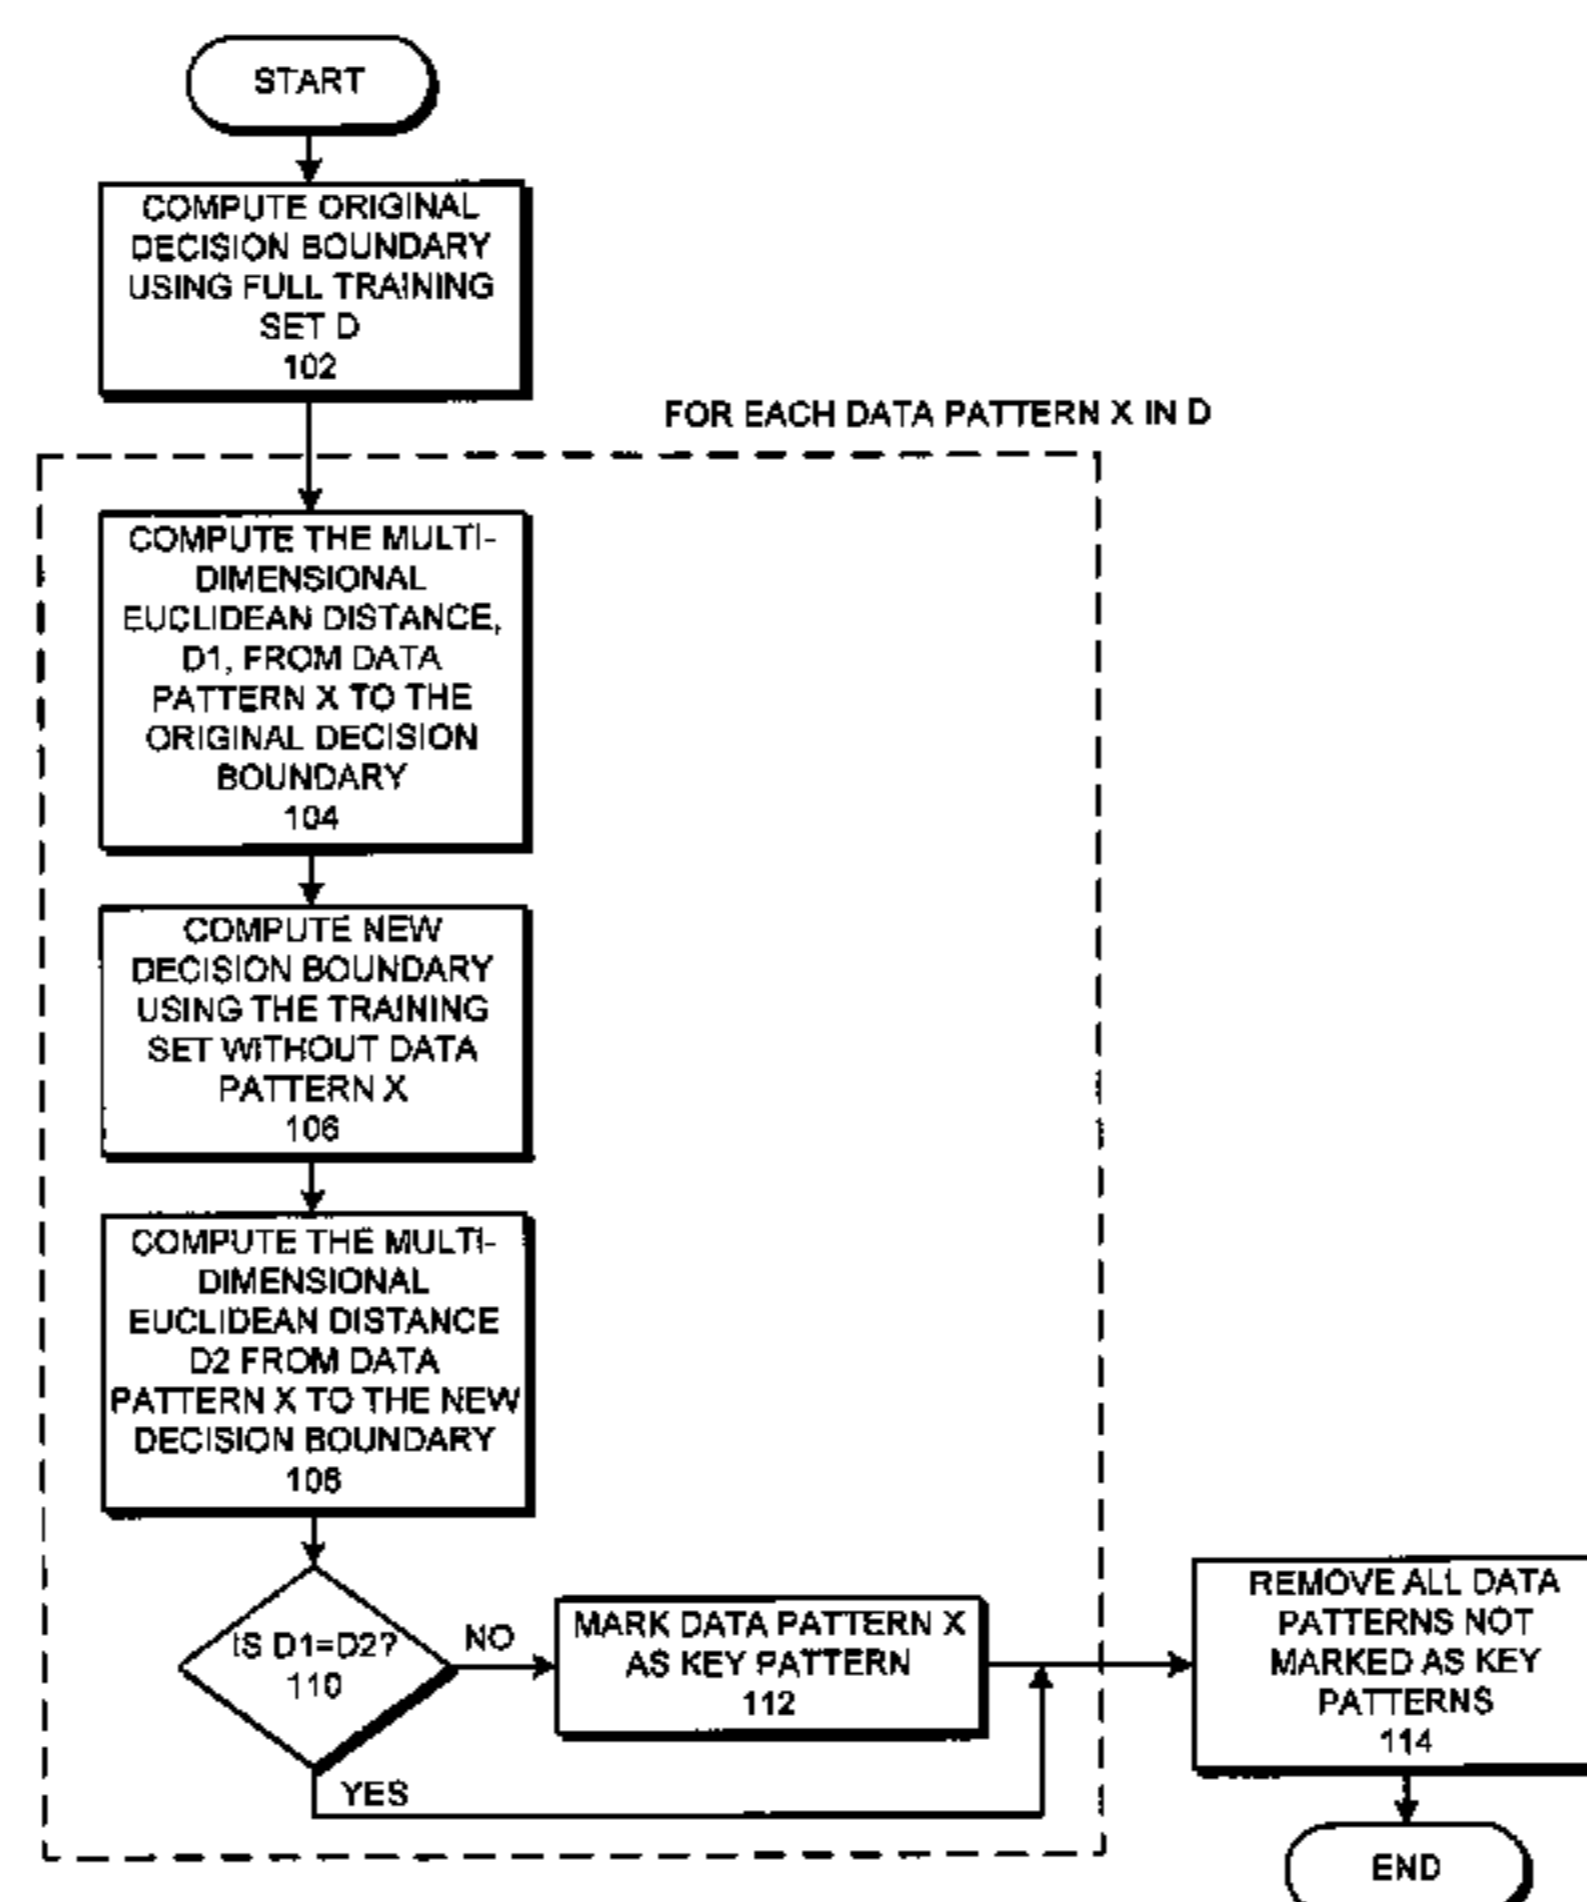 START
COMPUTE ORIGINAL
DECISION BOUNDARY
USING FULL TRAINING
SET D
102
FOR EACH DATA PATTERN X IN D
COMPUTE THE MULTI-
DIMENSIONAL
EUCLIDEAN DISTANCE,
D1, FROM DATA
PATTERN X TO THE
ORIGINAL DECISION
BOUNDARY
104
COMPUTE NEW
DECISION BOUNDARY
USING THE TRAINING
SET WITHOUT DATA
PATTERN X
106
COMPUTE THE MULTI-
DIMENSIONAL
EUCLIDEAN DISTANCE
D2 FROM DATA
PATTERN X TO THE NEW
DECISION BOUNDARY
108
IS D1=D2?
110
NO
YES
MARK DATA PATTERN X
AS KEY PATTERN
112
REMOVE ALL DATA
PATTERNS NOT
MARKED AS KEY
PATTERNS
114
END